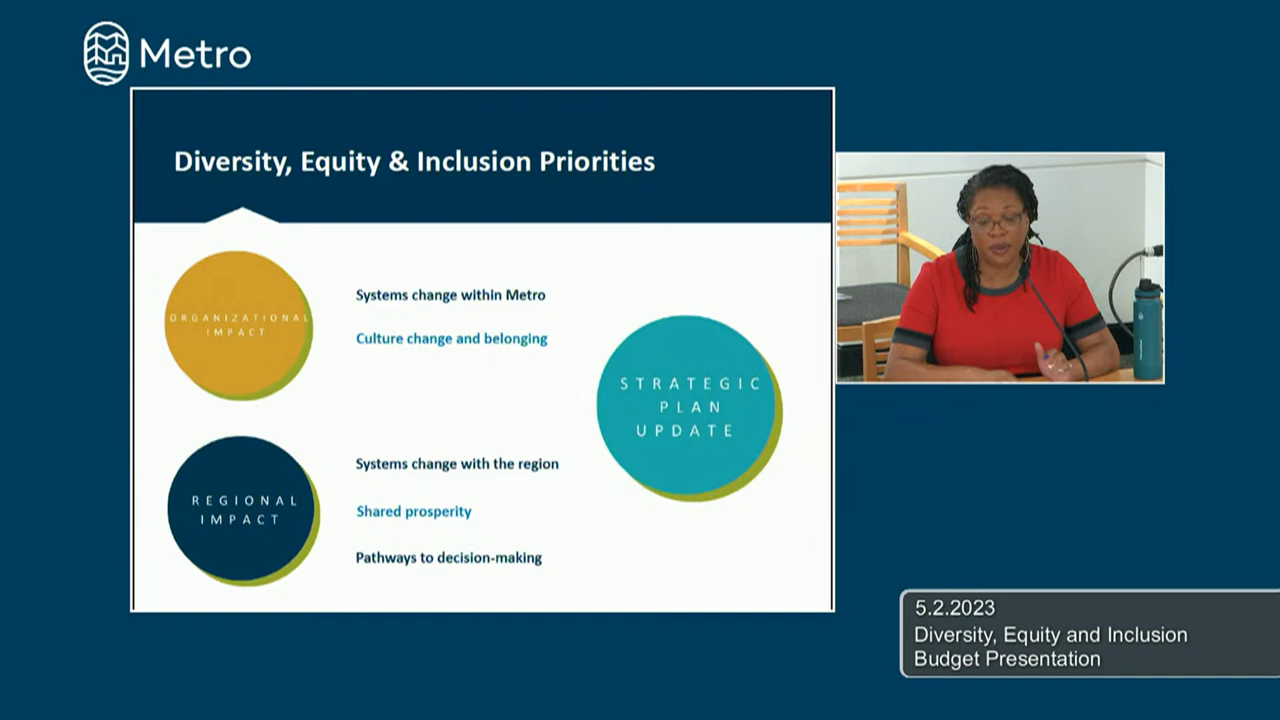 Metro
Diversity, Equity & Inclusion Priorities
ORGANIZATIONAL
IMPACT
Systems change within Metro
Culture change and belonging
STRATEGIC
PLAN
UPDATE
REGIONAL
IMPACT
Systems change with the region
Shared prosperity
Pathways to decision-making
5.2.2023
Diversity, Equity and Inclusion
Budget Presentation